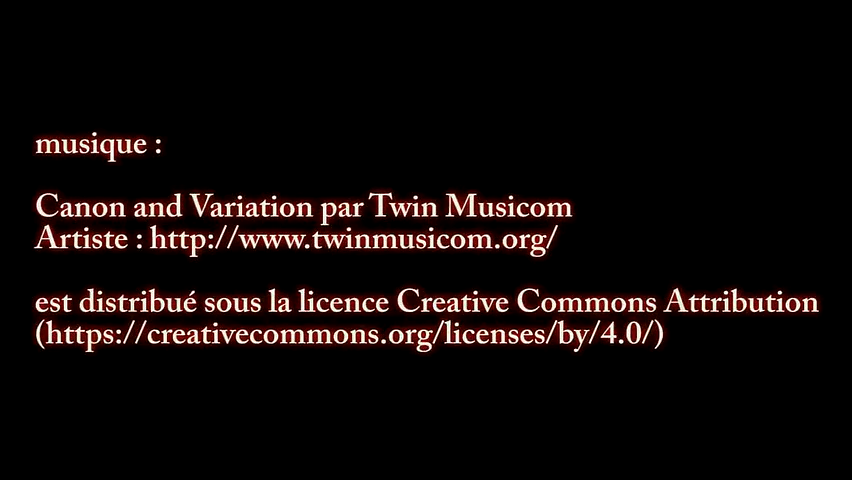 musique :
Canon and Variation par Twin Musicom
Artiste : http://www.twinmusicom.org/
est distribué sous la licence Creative Commons Attribution
(https://creativecommons.org/licenses/by/4.0/)